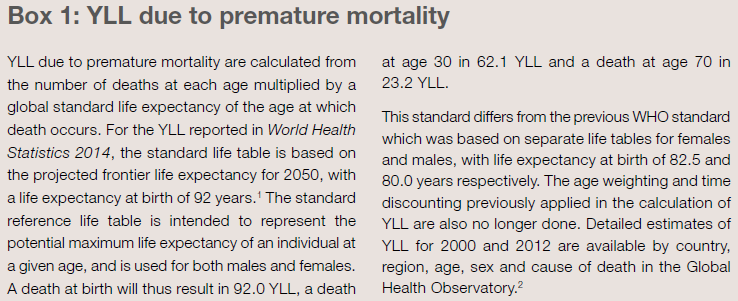 Box 1: YLL due to premature mortality
YLL due to premature mortality are calculated from
the number of deaths at each age multiplied by a
global standard life expectancy of the age at which
death occurs. For the YLL reported in World Health
Statistics 2014, the standard life table is based on
the projected frontier life expectancy for 2050, with
a life expectancy at birth of 92 years.¹ The standard
reference life table is intended to represent the
potential maximum life expectancy of an individual at
a given age, and is used for both males and females.
A death at birth will thus result in 92.0 YLL, a death
at age 30 in 62.1 YLL and a death at age 70 in
23.2 YLL.
This standard differs from the previous WHO standard
which was based on separate life tables for females
and males, with life expectancy at birth of 82.5 and
80.0 years respectively. The age weighting and time
discounting previously applied in the calculation of
YLL are also no longer done. Detailed estimates of
YLL for 2000 and 2012 are available by country,
region, age, sex and cause of death in the Global
Health Observatory.²